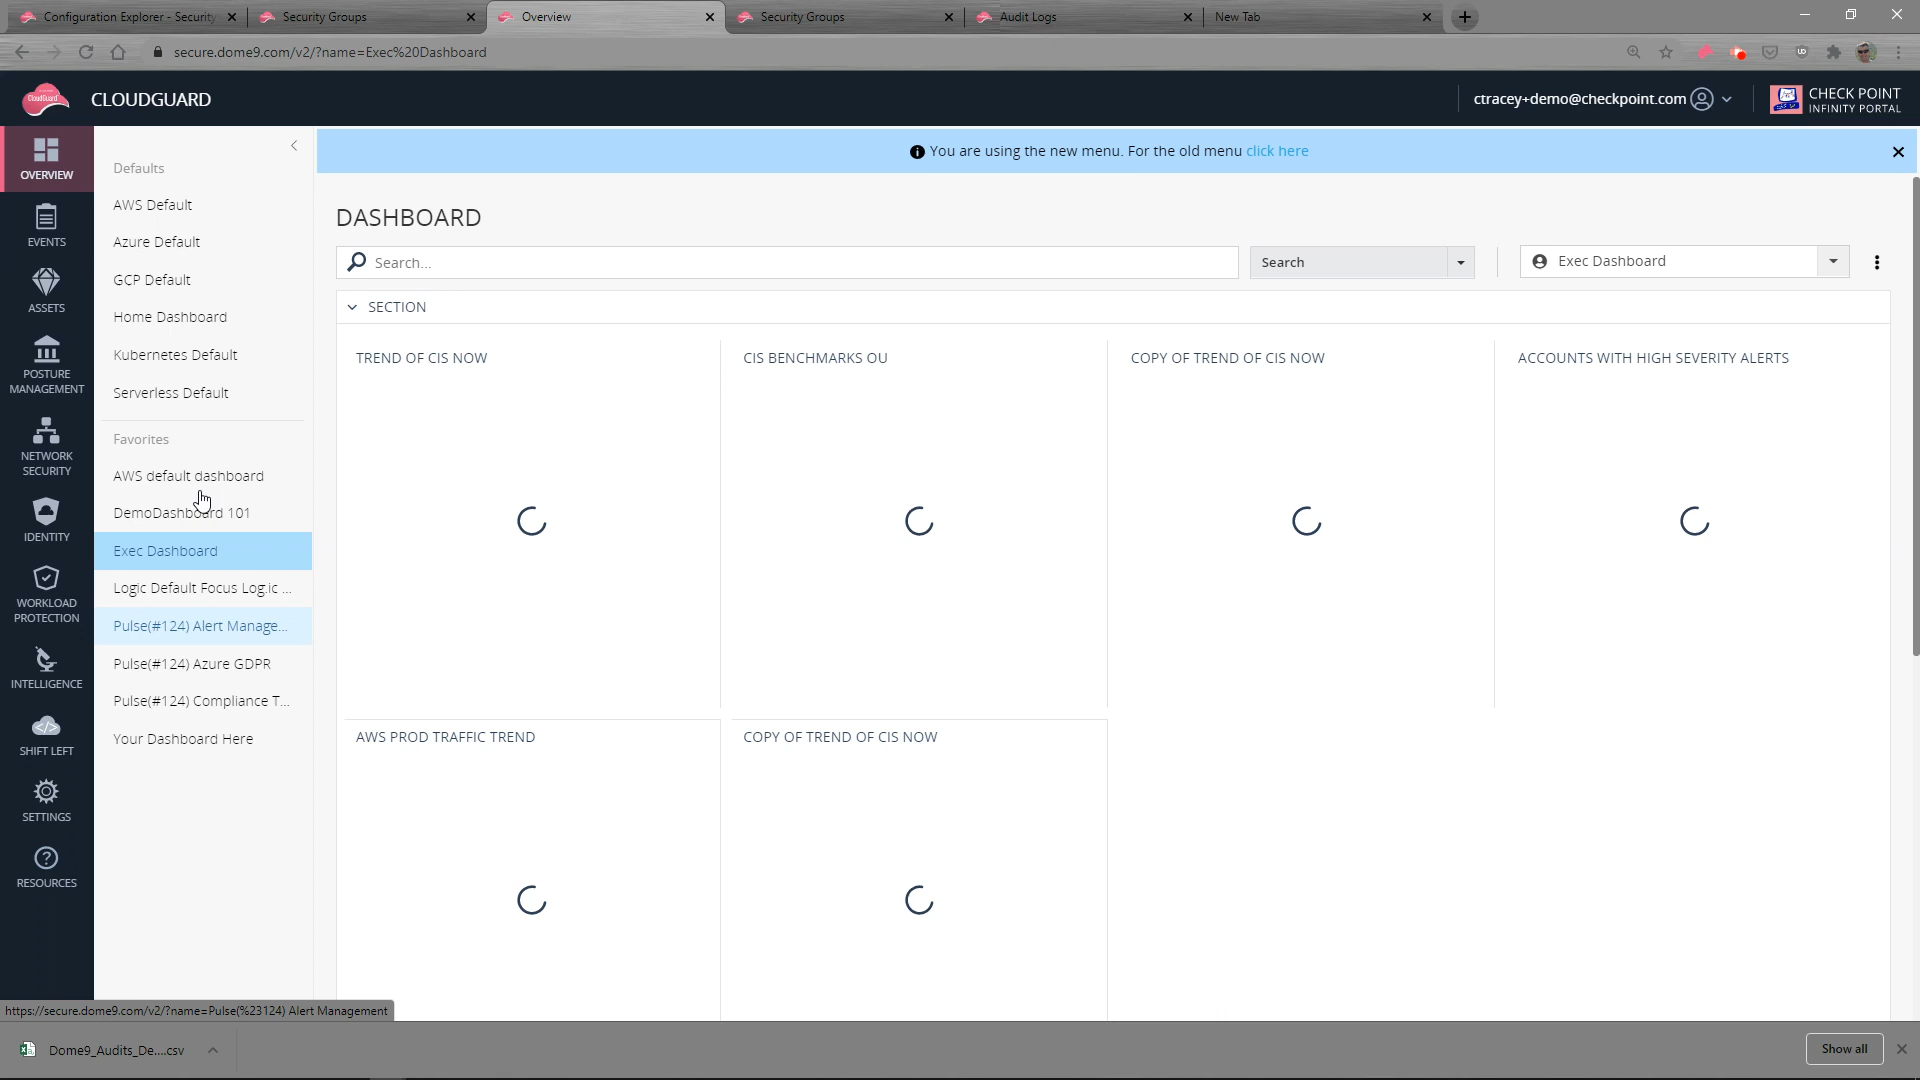 Configuration Explorer - Security
Security Groups
Overview
Security Groups
Audit Logs
New Tab
secure.dome9.com/v2/?name=Exec%20Dashboard
CloudGuard
CLOUDGUARD
ctracey+demo@checkpoint.com
CHECK POINT
INFINITY PORTAL
OVERVIEW
EVENTS
ASSETS
POSTURE
MANAGEMENT
NETWORK
SECURITY
IDENTITY
WORKLOAD
PROTECTION
INTELLIGENCE
SHIFT LEFT
SETTINGS
RESOURCES
Defaults
AWS Default
Azure Default
GCP Default
Home Dashboard
Kubernetes Default
Serverless Default
Favorites
AWS default dashboard
DemoDashboard 101
Exec Dashboard
Logic Default Focus Log.ic ...
Pulse(#124) Alert Manage...
Pulse(#124) Azure GDPR
Pulse(#124) Compliance T...
Your Dashboard Here
You are using the new menu. For the old menu click here
DASHBOARD
Search...
Search
Exec Dashboard
SECTION
TREND OF CIS NOW
CIS BENCHMARKS OU
COPY OF TREND OF CIS NOW
ACCOUNTS WITH HIGH SEVERITY ALERTS
AWS PROD TRAFFIC TREND
COPY OF TREND OF CIS NOW
https://secure.dome9.com/v2/?name=Pulse(%23124) Alert Management
Dome9_Audits_De....csv
Show all